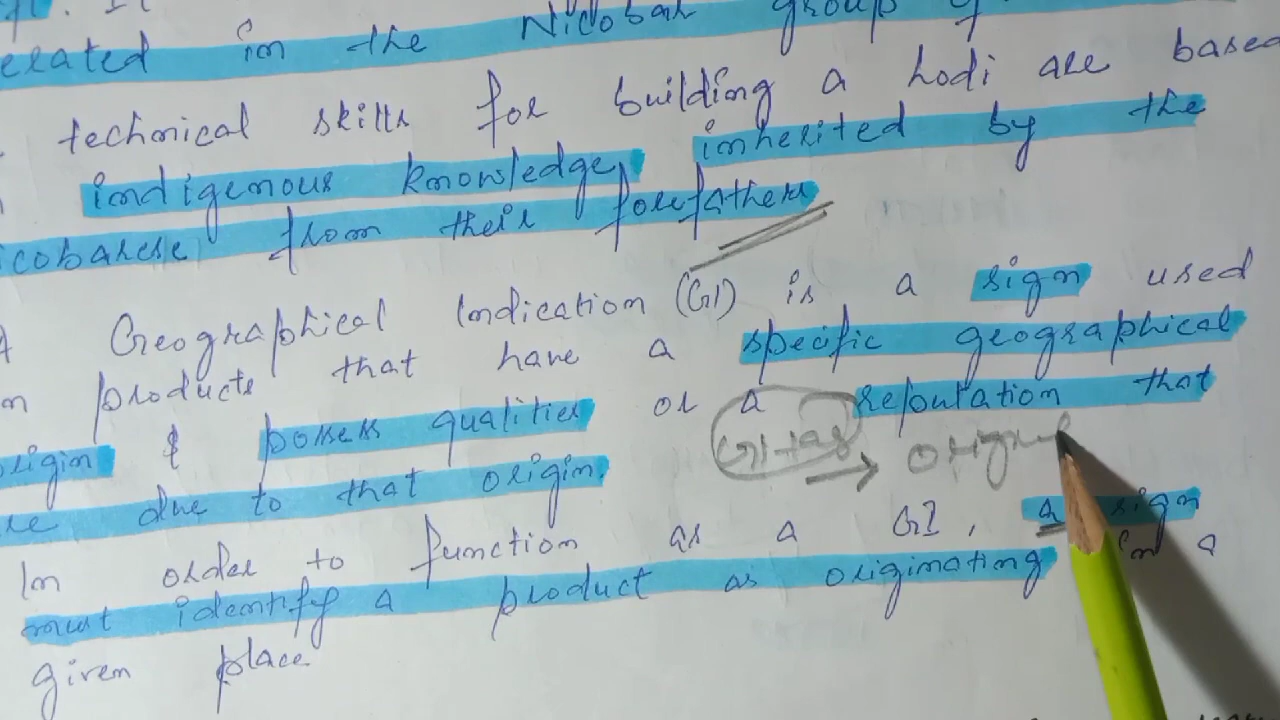 It
erated in the Nicobar group of
technical skills for building a hodi are based
indigenous knowledge inherited by the
icobarese from their forefathers
A Geographical Indication (GI) is a sign used
on products that have a specific geographical
origin & possess qualities or a reputation that
GI tag → origin
are due to that origin.
In order to function as a GI, a sign
must identify a product as originating in a
given place